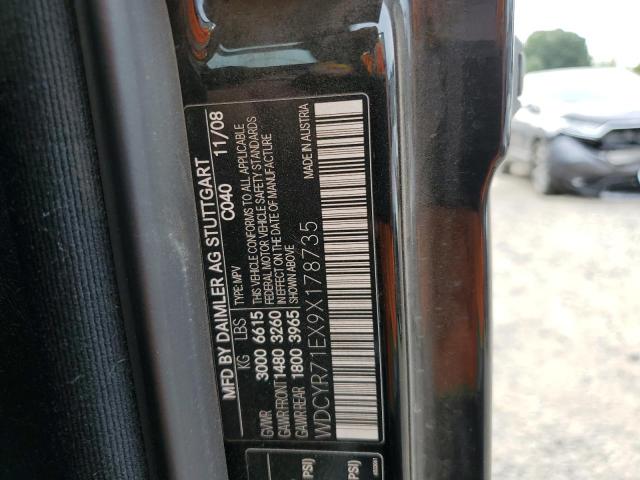 MFD BY DAIMLER AG STUTTGART
C040 11/08
KG LBS TYPE: MPV
GVWR 3000 6615 THIS VEHICLE CONFORMS TO ALL APPLICABLE
FEDERAL MOTOR VEHICLE SAFETY STANDARDS
GAWR FRONT 1480 3260 IN EFFECT ON THE DATE OF MANUFACTURE
GAWR REAR 1800 3965 SHOWN ABOVE
MADE IN AUSTRIA
WDCYR71EX9X178735
PSI)
PSI)